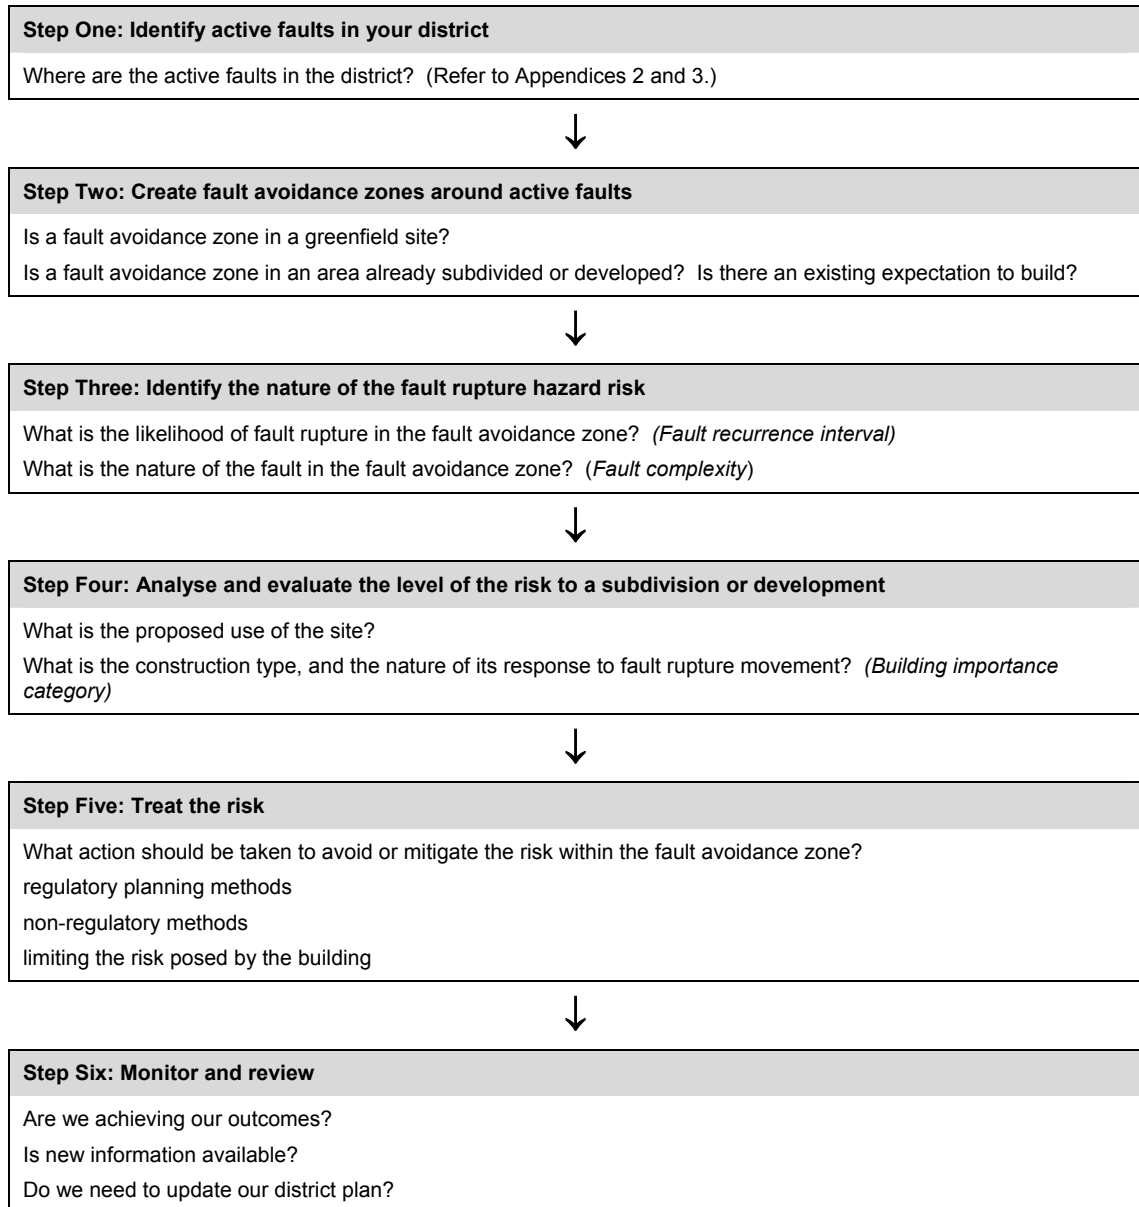 Step One: Identify active faults in your district
Where are the active faults in the district? (Refer to Appendices 2 and 3.)
↓
Step Two: Create fault avoidance zones around active faults
Is a fault avoidance zone in a greenfield site?
Is a fault avoidance zone in an area already subdivided or developed? Is there an existing expectation to build?
↓
Step Three: Identify the nature of the fault rupture hazard risk
What is the likelihood of fault rupture in the fault avoidance zone? (Fault recurrence interval)
What is the nature of the fault in the fault avoidance zone? (Fault complexity)
↓
Step Four: Analyse and evaluate the level of the risk to a subdivision or development
What is the proposed use of the site?
What is the construction type, and the nature of its response to fault rupture movement? (Building importance
category)
↓
Step Five: Treat the risk
What action should be taken to avoid or mitigate the risk within the fault avoidance zone?
regulatory planning methods
non-regulatory methods
limiting the risk posed by the building
↓
Step Six: Monitor and review
Are we achieving our outcomes?
Is new information available?
Do we need to update our district plan?